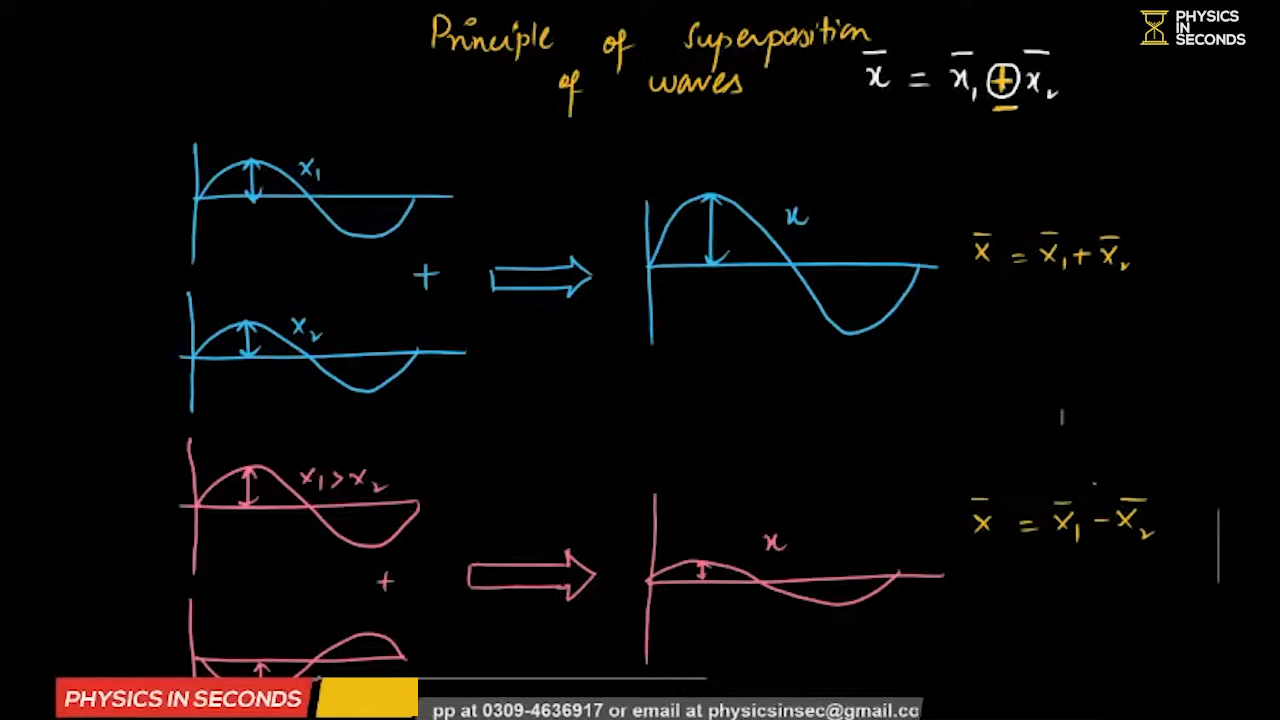 Principle of superposition
of waves
x̄ = x̄₁ ⊕ x̄₂
PHYSICS
IN
SECONDS
x₁
+
x₂
x
x̄ = x̄₁ + x̄₂
x₁ > x₂
+
x
x̄ = x̄₁ - x̄₂
PHYSICS IN SECONDS
pp at 0309-4636917 or email at physicsinsec@gmail.co